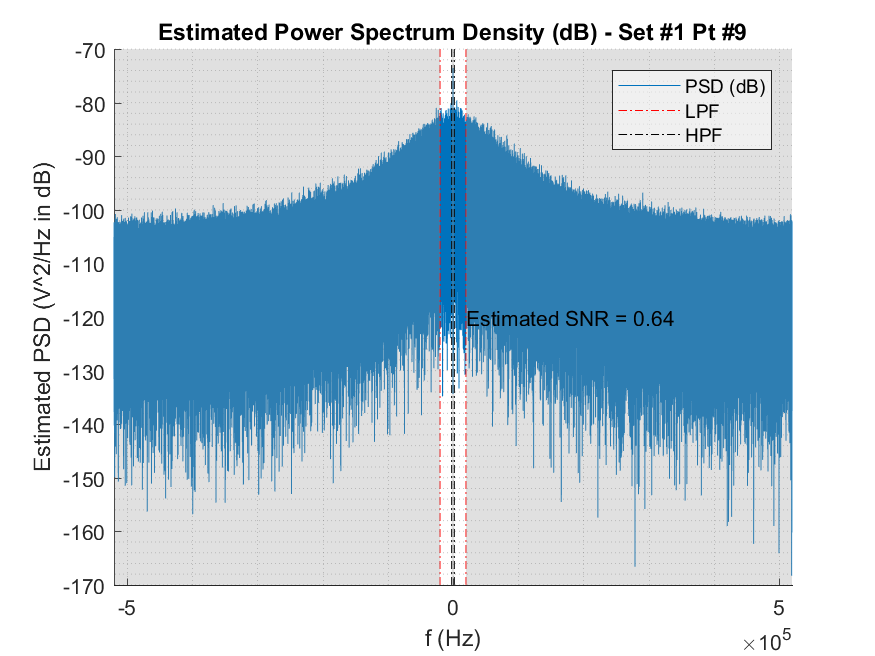 Estimated Power Spectrum Density (dB) - Set #1 Pt #9
-70
-80
-90
-100
-110
-120
-130
-140
-150
-160
-170
Estimated PSD (V^2/Hz in dB)
PSD (dB)
LPF
HPF
Estimated SNR = 0.64
-5
0
5
×10^5
f (Hz)